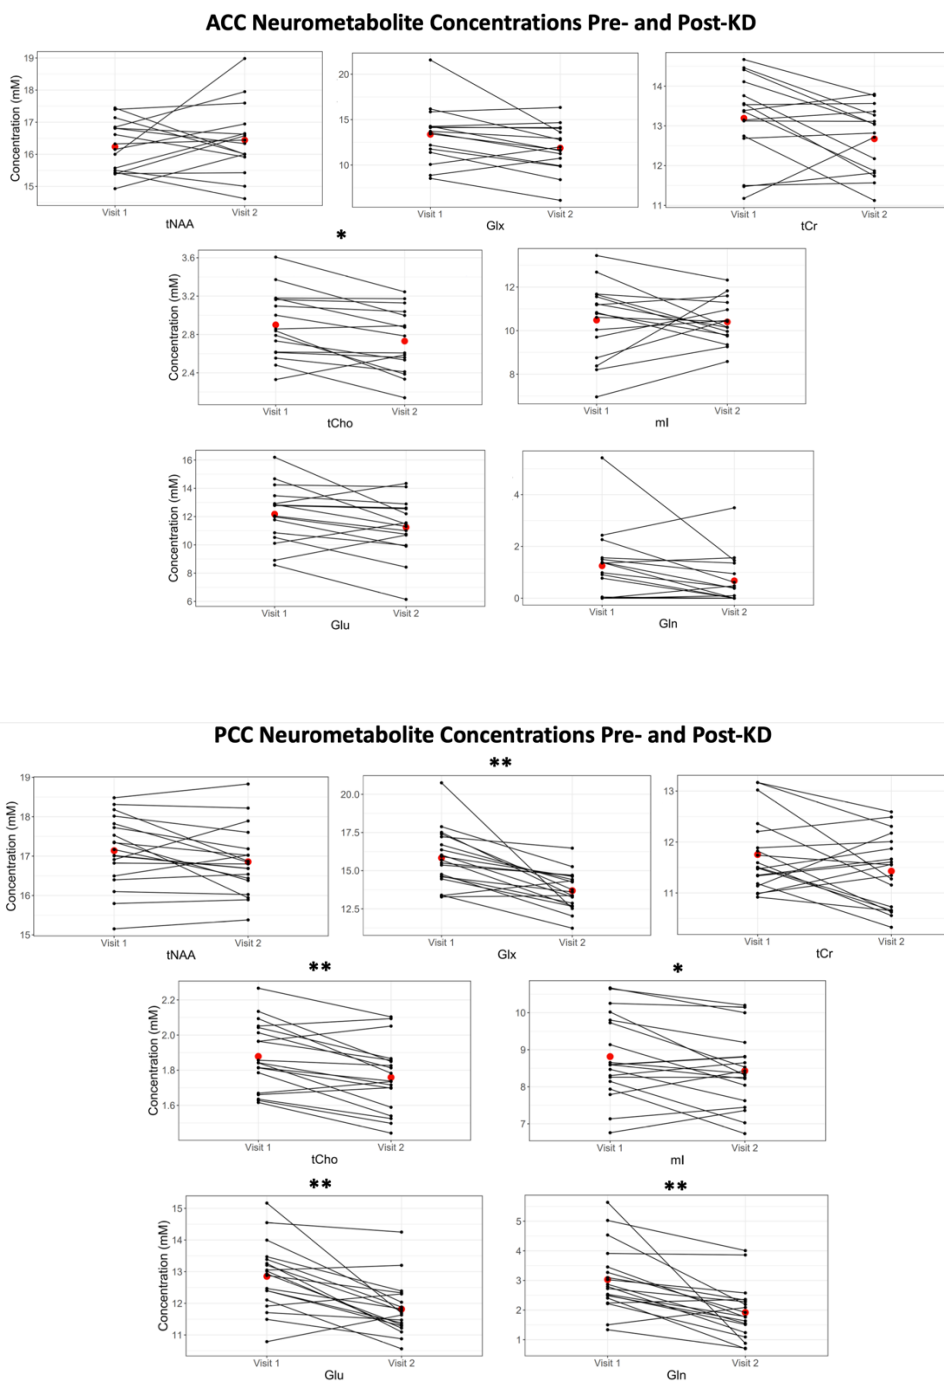 ACC Neurometabolite Concentrations Pre- and Post-KD
Concentration (mM)
19
18
17
16
15
Visit 1
Visit 2
tNAA
20
15
10
Visit 1
Visit 2
Glx
14
13
12
11
Visit 1
Visit 2
tCr
*
Concentration (mM)
3.6
3.2
2.8
2.4
Visit 1
Visit 2
tCho
12
10
8
Visit 1
Visit 2
mI
Concentration (mM)
16
14
12
10
8
6
Visit 1
Visit 2
Glu
4
2
0
Visit 1
Visit 2
Gln
PCC Neurometabolite Concentrations Pre- and Post-KD
Concentration (mM)
19
18
17
16
15
Visit 1
Visit 2
tNAA
**
20.0
17.5
15.0
12.5
Visit 1
Visit 2
Glx
13
12
11
Visit 1
Visit 2
tCr
**
Concentration (mM)
2.2
2.0
1.8
1.6
Visit 1
Visit 2
tCho
*
10
9
8
7
Visit 1
Visit 2
mI
**
Concentration (mM)
15
14
13
12
11
Visit 1
Visit 2
Glu
**
5
4
3
2
1
Visit 1
Visit 2
Gln